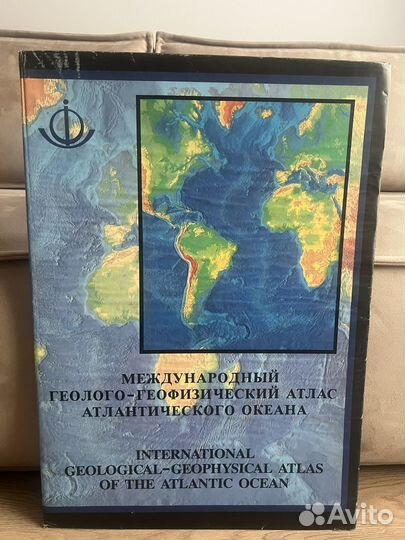 МЕЖДУНАРОДНЫЙ
ГЕОЛОГО-ГЕОФИЗИЧЕСКИЙ АТЛАС
АТЛАНТИЧЕСКОГО ОКЕАНА
INTERNATIONAL
GEOLOGICAL-GEOPHYSICAL ATLAS
OF THE ATLANTIC OCEAN
Avito